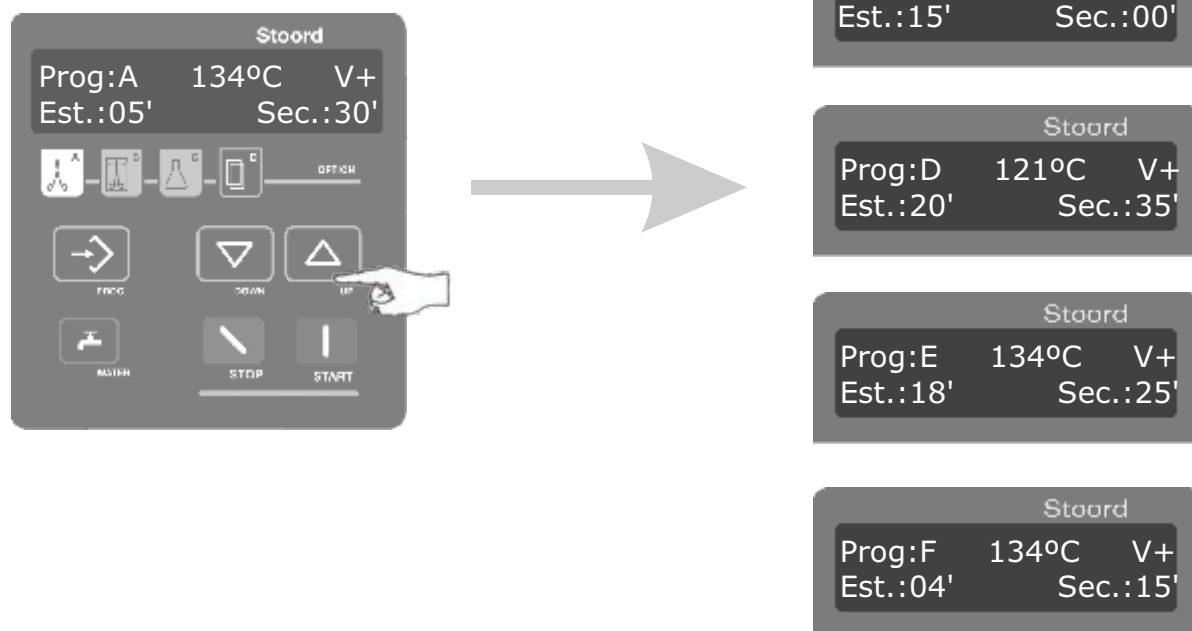 Stoord
Prog:A 134ºC V+
Est.:05' Sec.:30'
A B C D
OPTION
PROG DOWN UP
WATER STOP START
Est.:15' Sec.:00'
Stoord
Prog:D 121ºC V+
Est.:20' Sec.:35'
Stoord
Prog:E 134ºC V+
Est.:18' Sec.:25'
Stoord
Prog:F 134ºC V+
Est.:04' Sec.:15'